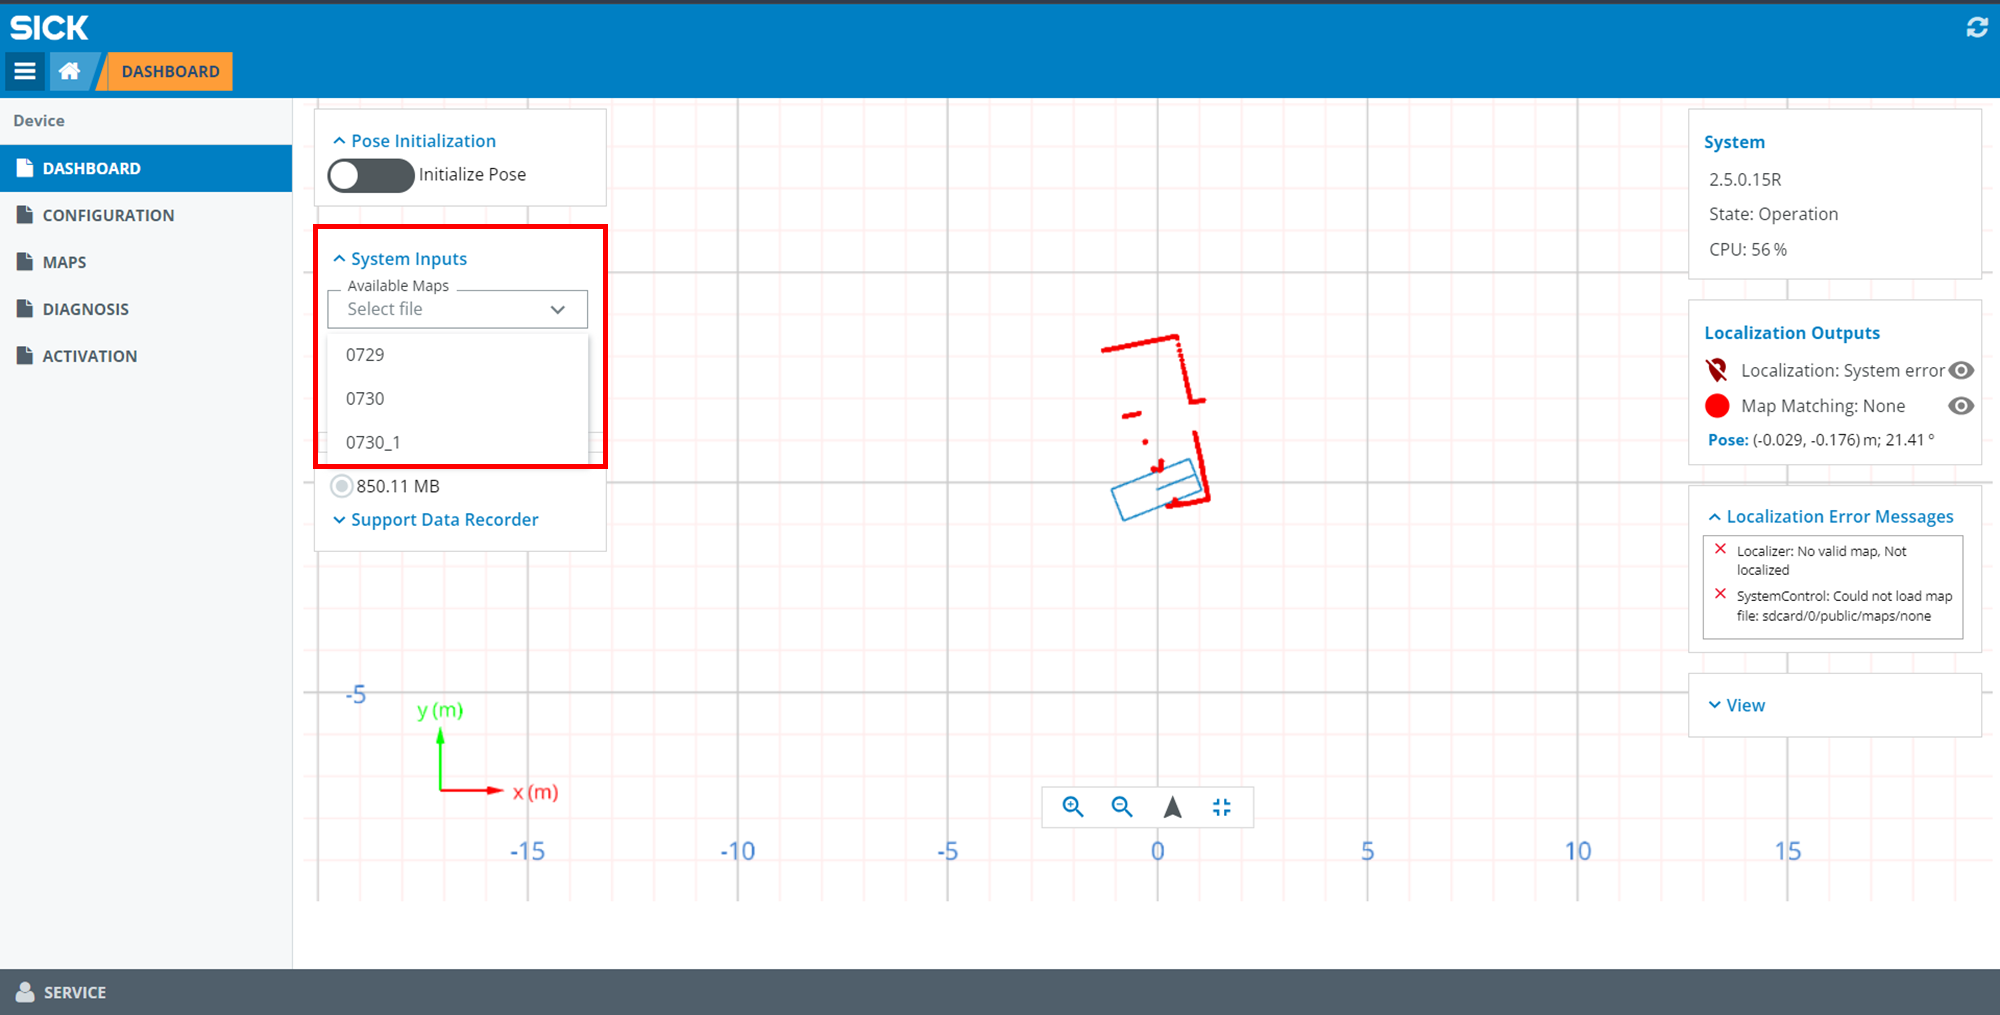 SICK
DASHBOARD
Device
DASHBOARD
CONFIGURATION
MAPS
DIAGNOSIS
ACTIVATION
Pose Initialization
Initialize Pose
System Inputs
Available Maps
Select file
0729
0730
0730_1
850.11 MB
Support Data Recorder
System
2.5.0.15R
State: Operation
CPU: 56 %
Localization Outputs
Localization: System error
Map Matching: None
Pose: (-0.029, -0.176) m; 21.41 °
Localization Error Messages
Localizer: No valid map, Not
localized
SystemControl: Could not load map
file: sdcard/0/public/maps/none
View
-5
y (m)
x (m)
-15
-10
-5
0
5
10
15
SERVICE